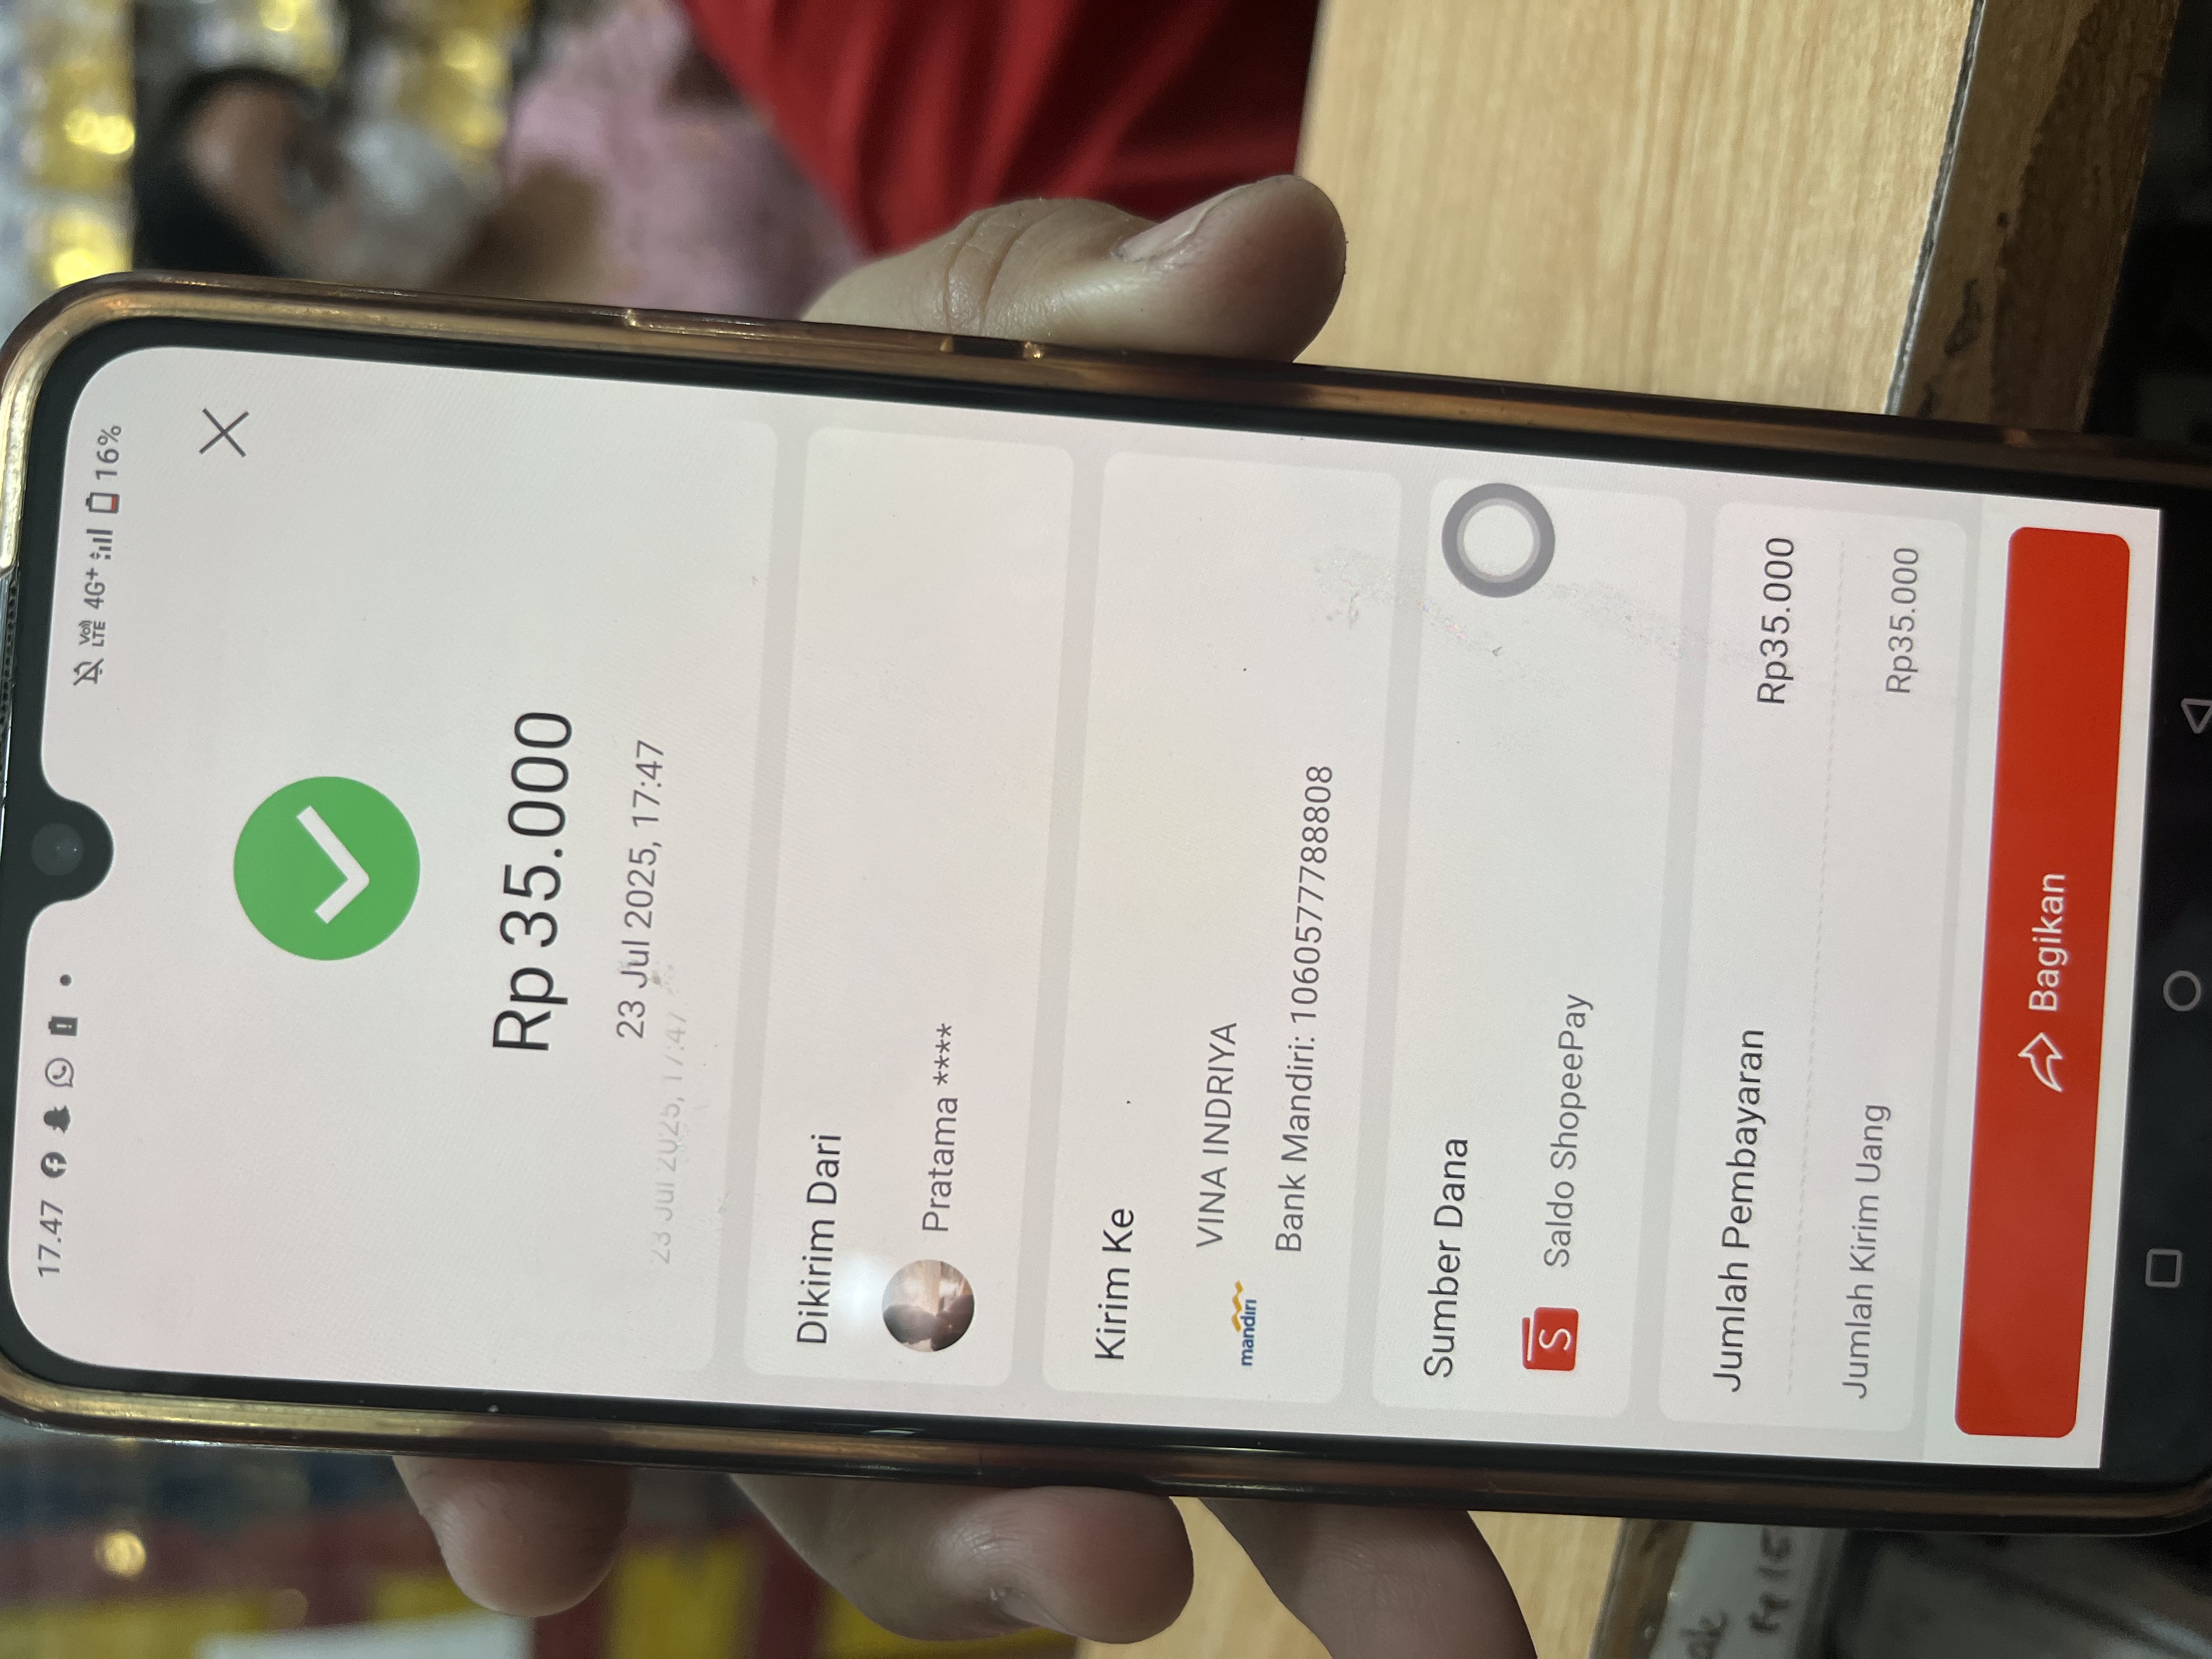 17.47
Vo))
LTE 4G+ 16%
Rp 35.000
23 Jul 2025, 17:47
23 Jul 2025, 17:47
Dikirim Dari
Pratama ****
Kirim Ke
VINA INDRIYA
mandiri
Bank Mandiri: 1060577788808
Sumber Dana
S
Saldo ShopeePay
Jumlah Pembayaran
Rp35.000
Jumlah Kirim Uang
Rp35.000
Bagikan